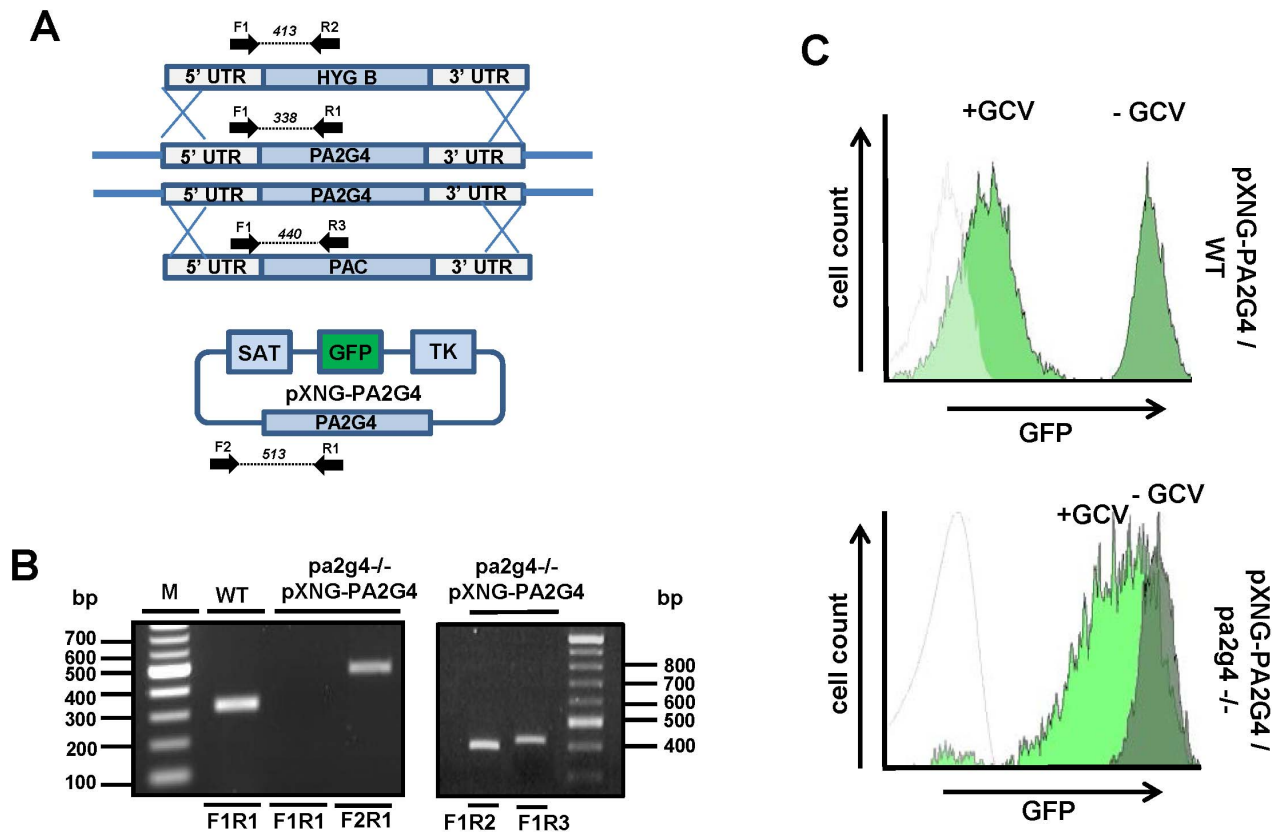 A
F1 413 R2
5' UTR HYG B 3' UTR
F1 338 R1
5' UTR PA2G4 3' UTR
5' UTR PA2G4 3' UTR
F1 440 R3
5' UTR PAC 3' UTR
SAT GFP TK
pXNG-PA2G4
PA2G4
F2 513 R1
B
bp M WT pa2g4-/-
pXNG-PA2G4
700
600
500
400
300
200
100
F1R1 F1R1 F2R1
pa2g4-/-
pXNG-PA2G4
bp
800
700
600
500
400
F1R2 F1R3
C
+GCV - GCV
cell count
GFP
pXNG-PA2G4 /
WT
+GCV - GCV
cell count
GFP
pXNG-PA2G4 /
pa2g4 -/-